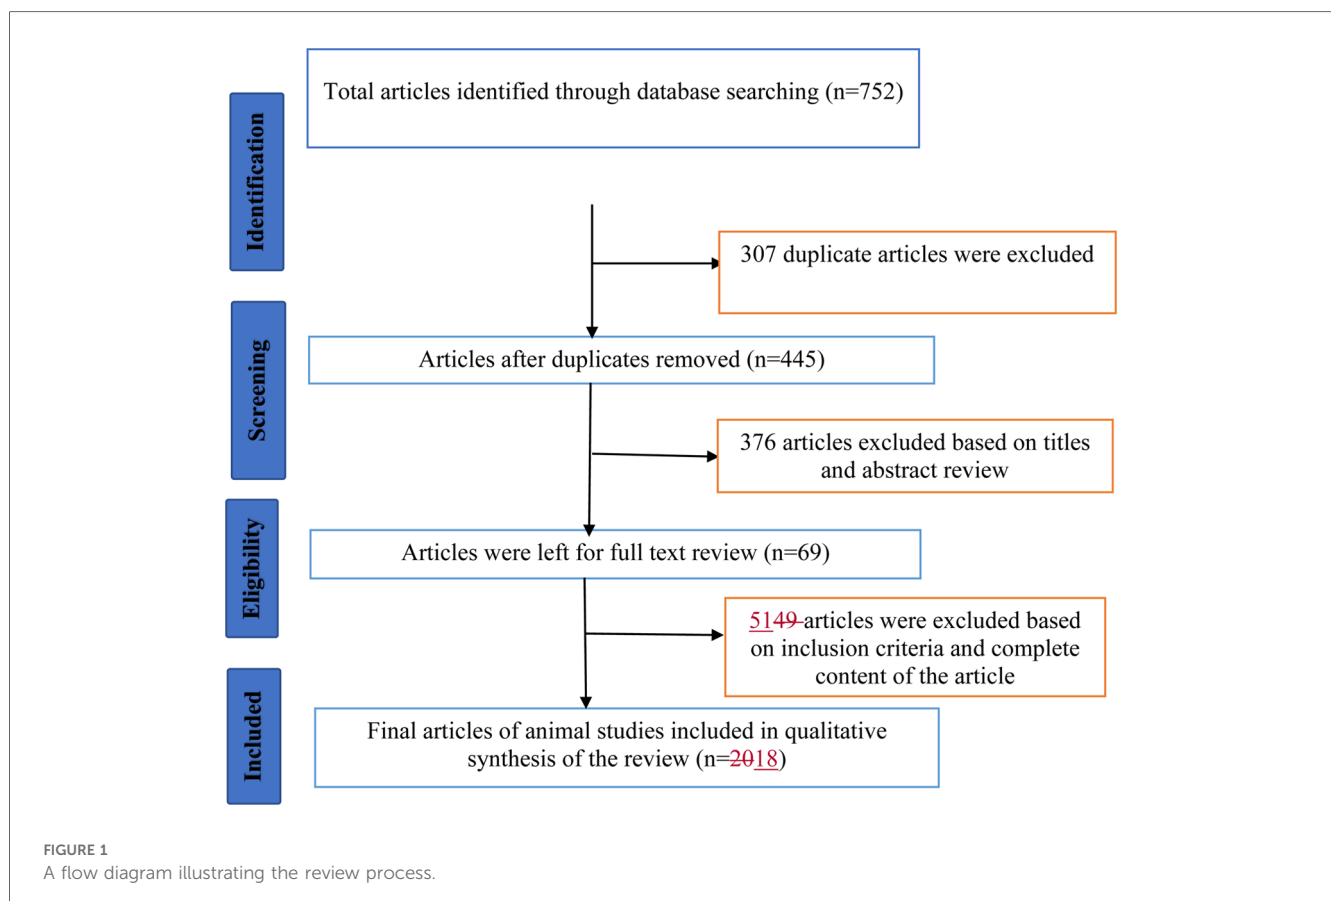 Total articles identified through database searching (n=752)
Identification
307 duplicate articles were excluded
Screening
Articles after duplicates removed (n=445)
376 articles excluded based on titles
and abstract review
Eligibility
Articles were left for full text review (n=69)
5149 articles were excluded based
on inclusion criteria and complete
content of the article
Included
Final articles of animal studies included in qualitative
synthesis of the review (n=2018)
FIGURE 1
A flow diagram illustrating the review process.